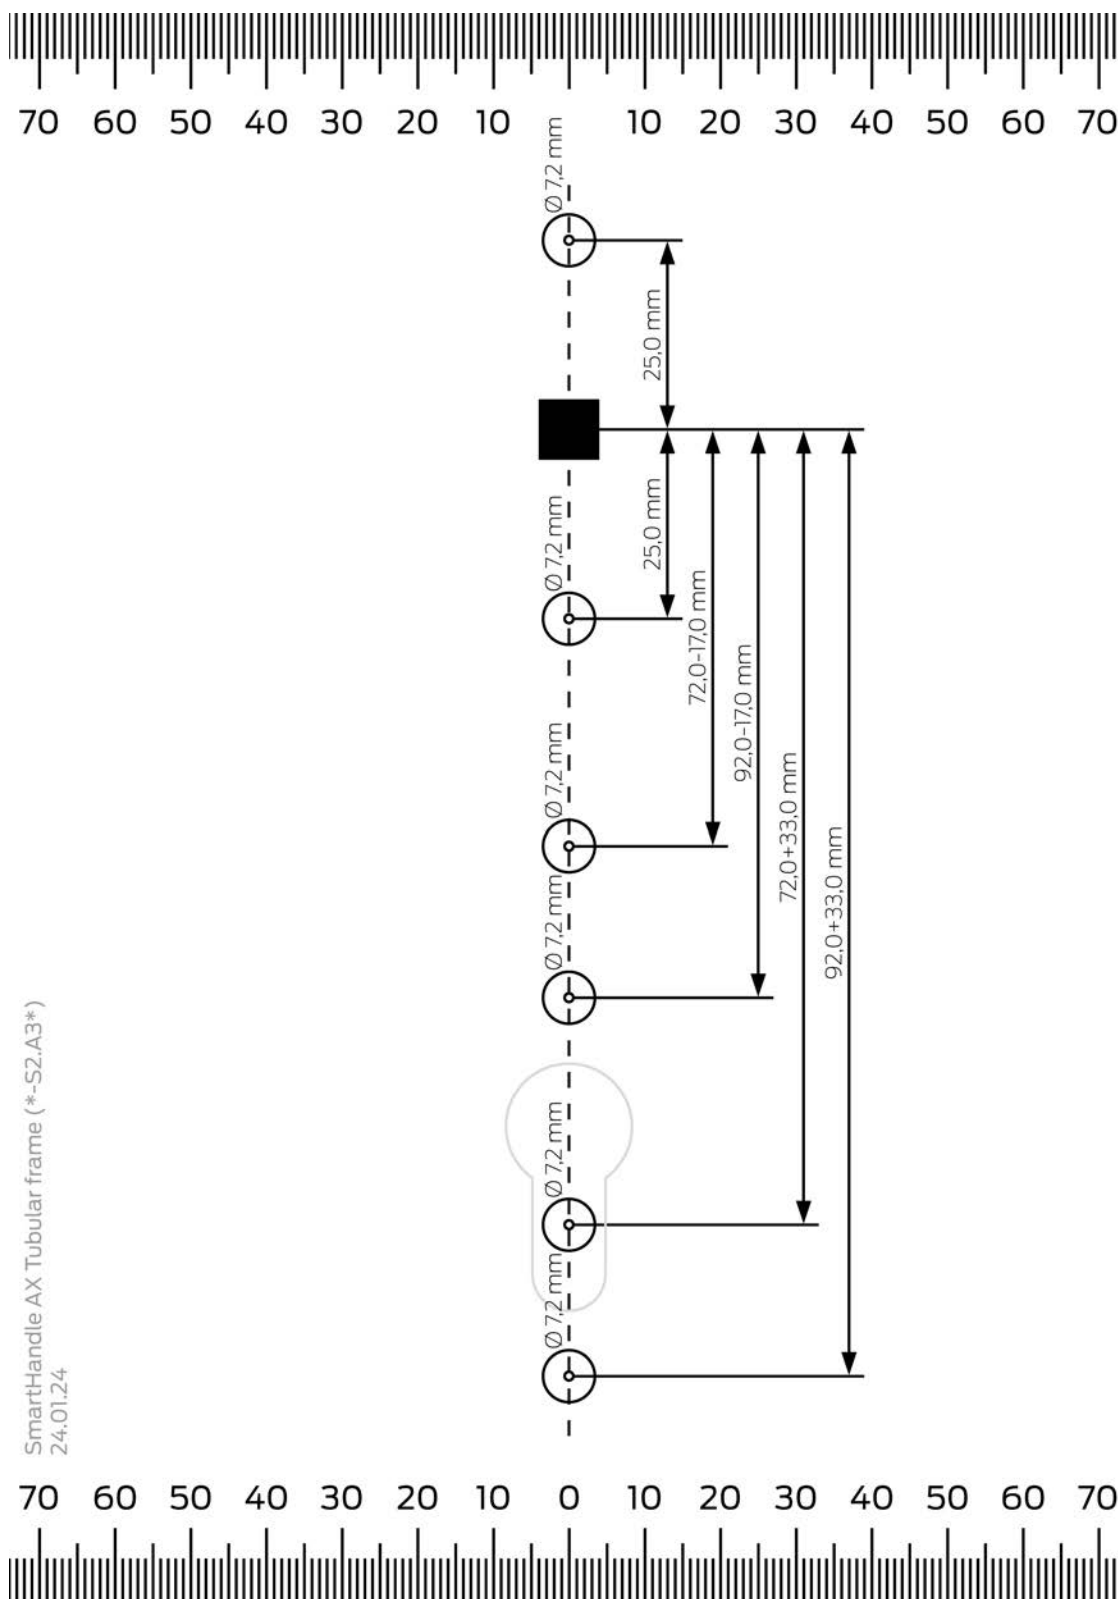 70 60 50 40 30 20 10 10 20 30 40 50 60 70
Ø 7,2 mm
25,0 mm
Ø 7,2 mm
25,0 mm
72,0-17,0 mm
92,0-17,0 mm
Ø 7,2 mm
72,0+33,0 mm
92,0+33,0 mm
Ø 7,2 mm
Ø 7,2 mm
Ø 7,2 mm
SmartHandle AX Tubular frame (*-S2.A3*)
24.01.24
70 60 50 40 30 20 10 0 10 20 30 40 50 60 70